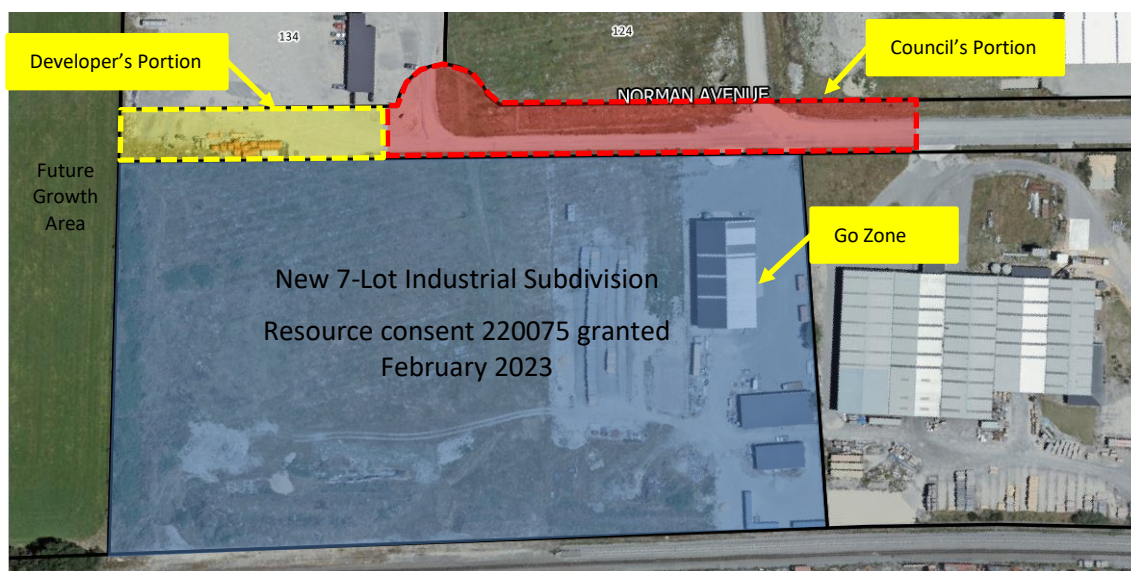 134
124
Developer's Portion
Council's Portion
NORMAN AVENUE
Future
Growth
Area
Go Zone
New 7-Lot Industrial Subdivision
Resource consent 220075 granted
February 2023